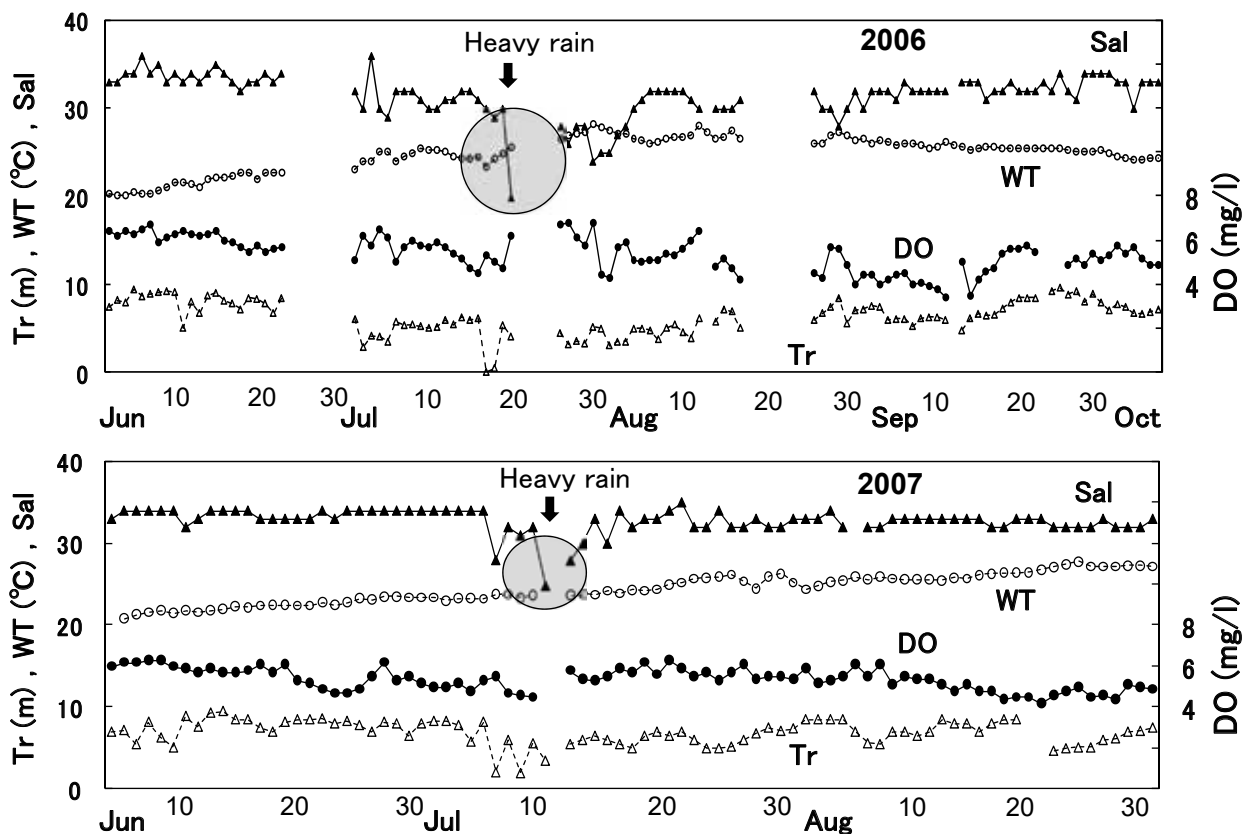 40
30
20
10
0
Tr (m) , WT (℃) , Sal
Heavy rain
2006
Sal
WT
DO
Tr
8
6
4
DO (mg/l)
10 20 30 10 20 30 10 20 30 10 20 30
Jun Jul Aug Sep Oct
40
30
20
10
0
Tr (m) , WT (℃) , Sal
Heavy rain
2007
Sal
WT
DO
Tr
8
6
4
DO (mg/l)
10 20 30 10 20 30 10 20 30
Jun Jul Aug